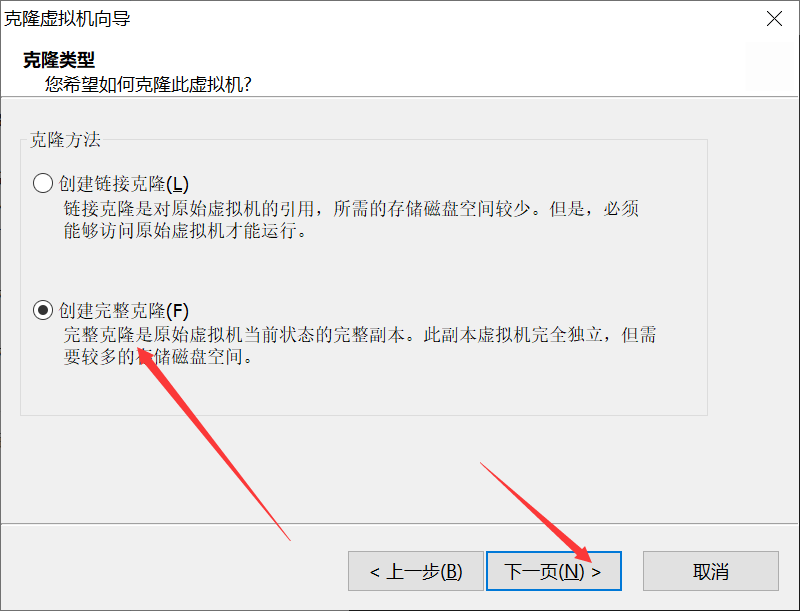 克隆虚拟机向导
克隆类型
您希望如何克隆此虚拟机?
克隆方法
创建链接克隆(L)
链接克隆是对原始虚拟机的引用，所需的存储磁盘空间较少。但是，必须
能够访问原始虚拟机才能运行。
创建完整克隆(F)
完整克隆是原始虚拟机当前状态的完整副本。此副本虚拟机完全独立，但需
要较多的存储磁盘空间。
< 上一步(B)
下一页(N) >
取消